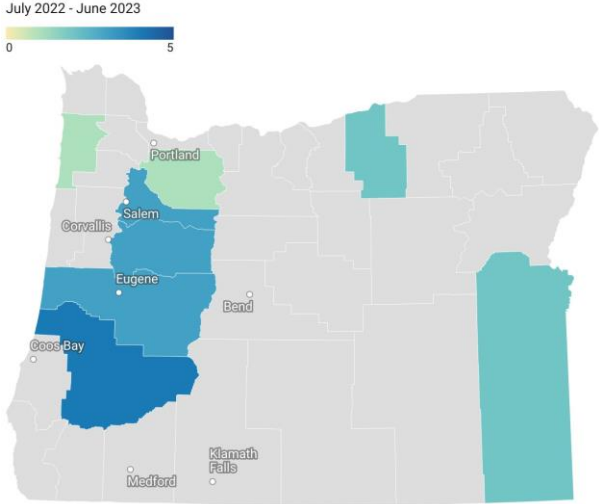 July 2022 - June 2023
0 5
Portland
Salem
Corvallis
Eugene
Bend
Coos Bay
Klamath
Falls
Medford